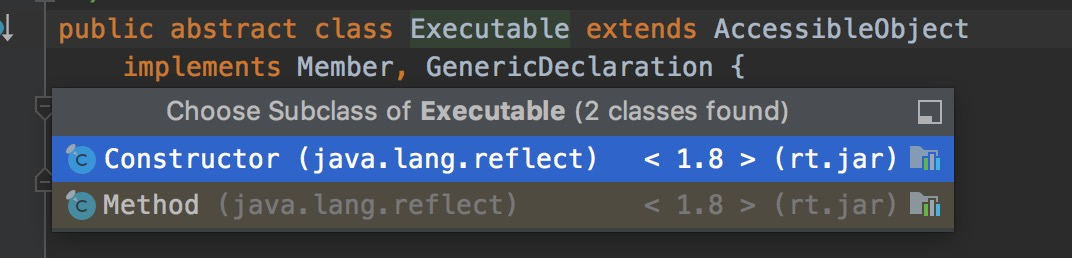 public abstract class Executable extends AccessibleObject
implements Member, GenericDeclaration {
Choose Subclass of Executable (2 classes found)
Constructor (java.lang.reflect) < 1.8 > (rt.jar)
Method (java.lang.reflect) < 1.8 > (rt.jar)